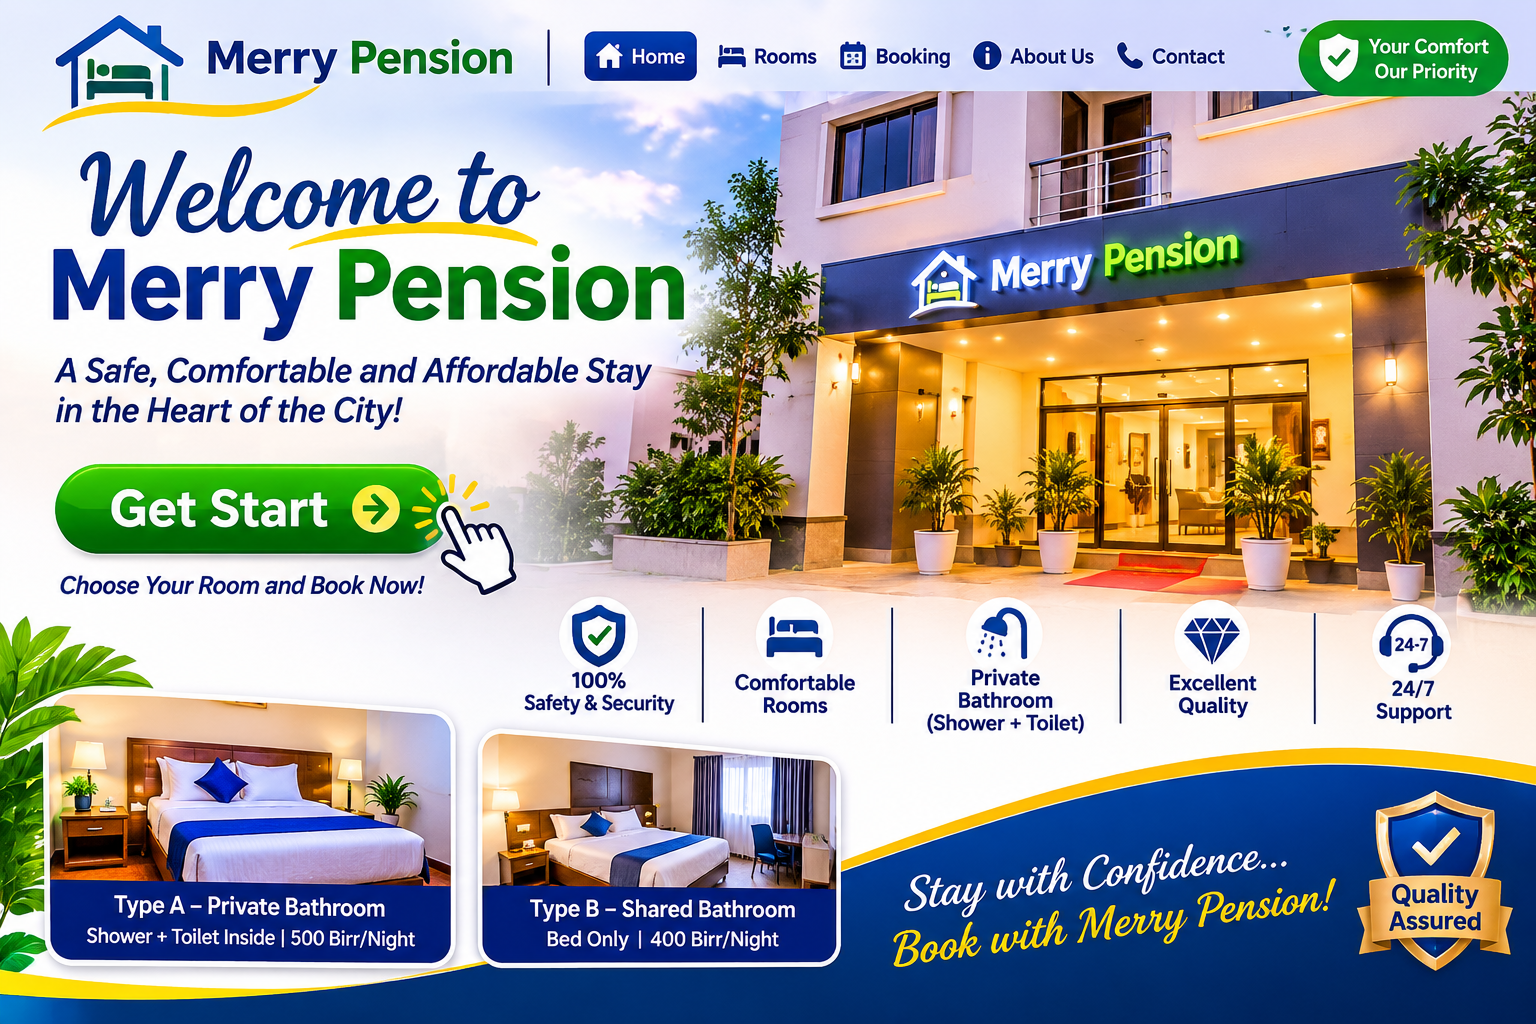 Merry Pension
Home
Rooms
Booking
About Us
Contact
Your Comfort
Our Priority
Welcome to
Merry Pension
A Safe, Comfortable and Affordable Stay
in the Heart of the City!
Get Start
Choose Your Room and Book Now!
Merry Pension
100%
Safety & Security
Comfortable
Rooms
Private
Bathroom
(Shower + Toilet)
Excellent
Quality
24-7
24/7
Support
Type A – Private Bathroom
Shower + Toilet Inside | 500 Birr/Night
Type B – Shared Bathroom
Bed Only | 400 Birr/Night
Stay with Confidence...
Book with Merry Pension!
Quality
Assured